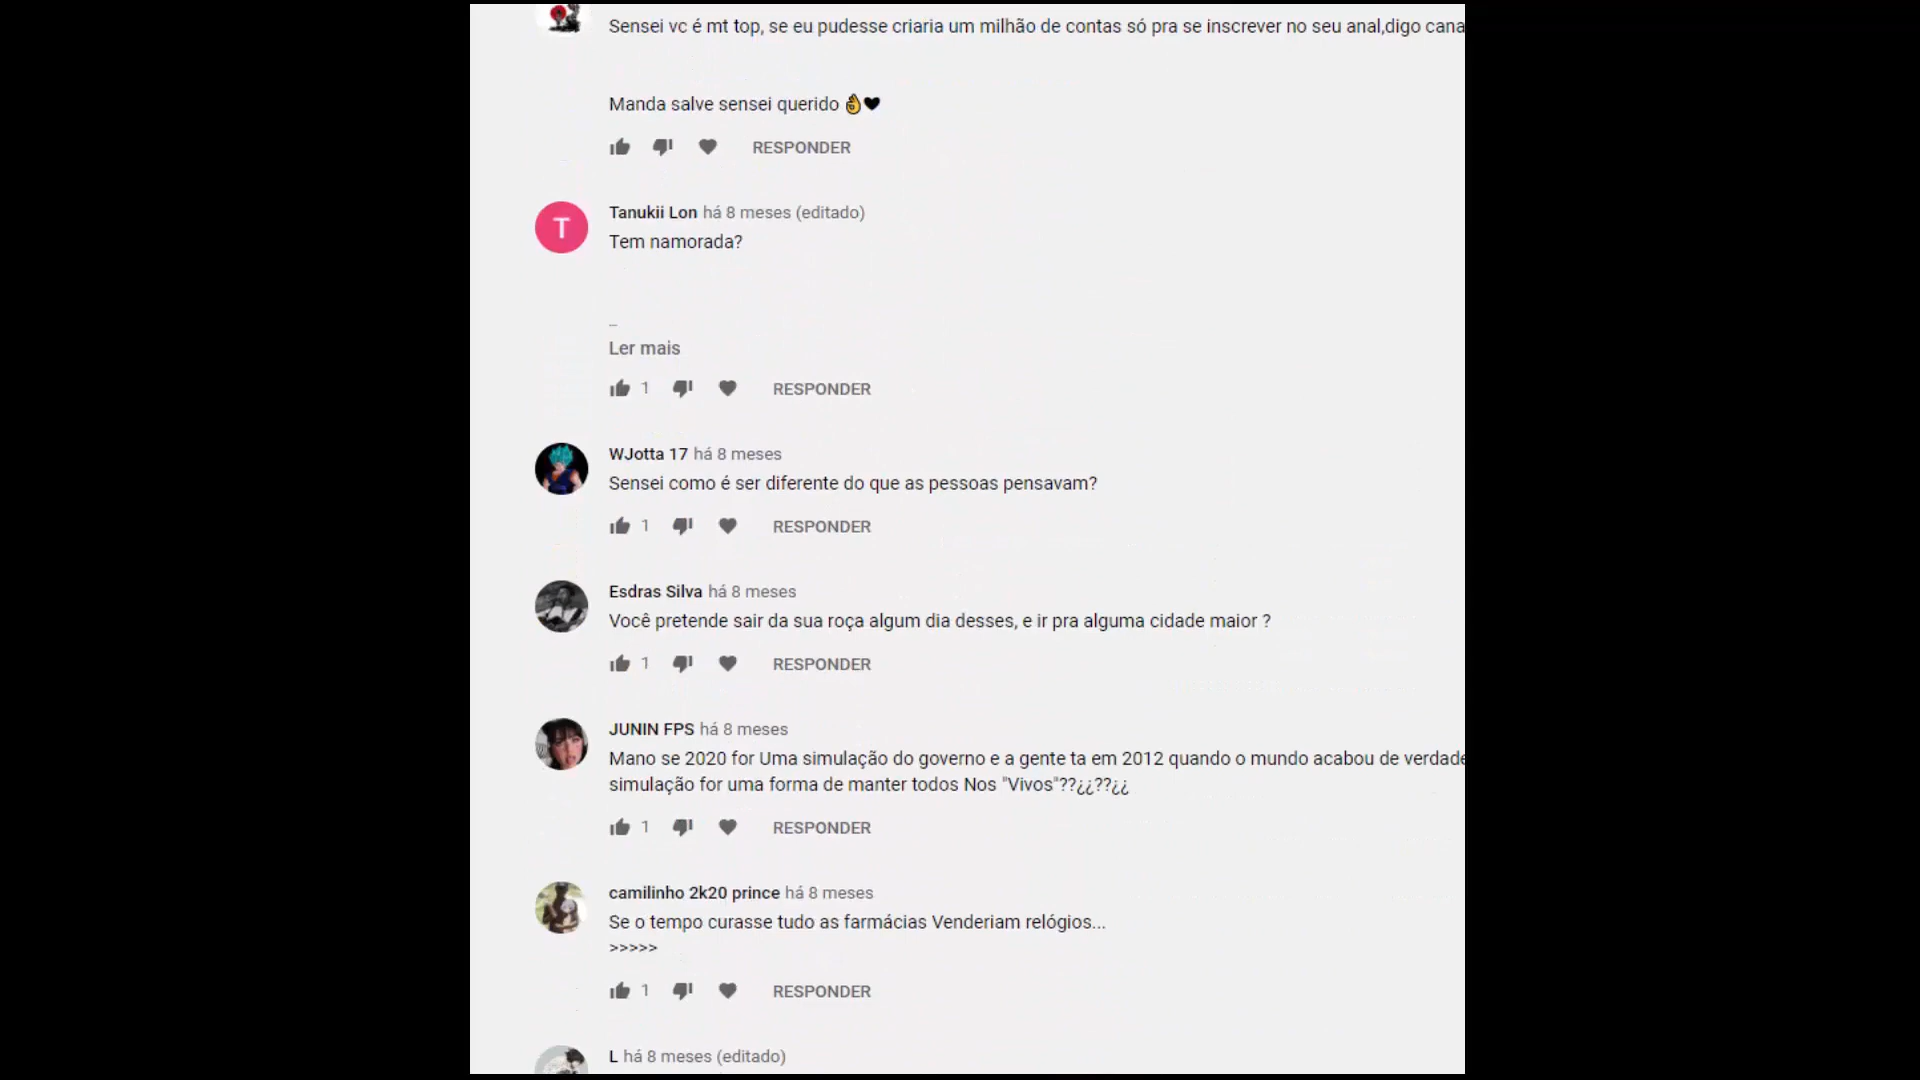 Sensei vc é mt top, se eu pudesse criaria um milhão de contas só pra se inscrever no seu anal,digo cana
Manda salve sensei querido 👌🖤
RESPONDER
T
Tanukii Lon há 8 meses (editado)
Tem namorada?
_
Ler mais
1 RESPONDER
WJotta 17 há 8 meses
Sensei como é ser diferente do que as pessoas pensavam?
1 RESPONDER
Esdras Silva há 8 meses
Você pretende sair da sua roça algum dia desses, e ir pra alguma cidade maior ?
1 RESPONDER
JUNIN FPS há 8 meses
Mano se 2020 for Uma simulação do governo e a gente ta em 2012 quando o mundo acabou de verdade
simulação for uma forma de manter todos Nos "Vivos"??¿¿??¿¿
1 RESPONDER
camilinho 2k20 prince há 8 meses
Se o tempo curasse tudo as farmácias Venderiam relógios...
>>>>>
1 RESPONDER
L há 8 meses (editado)